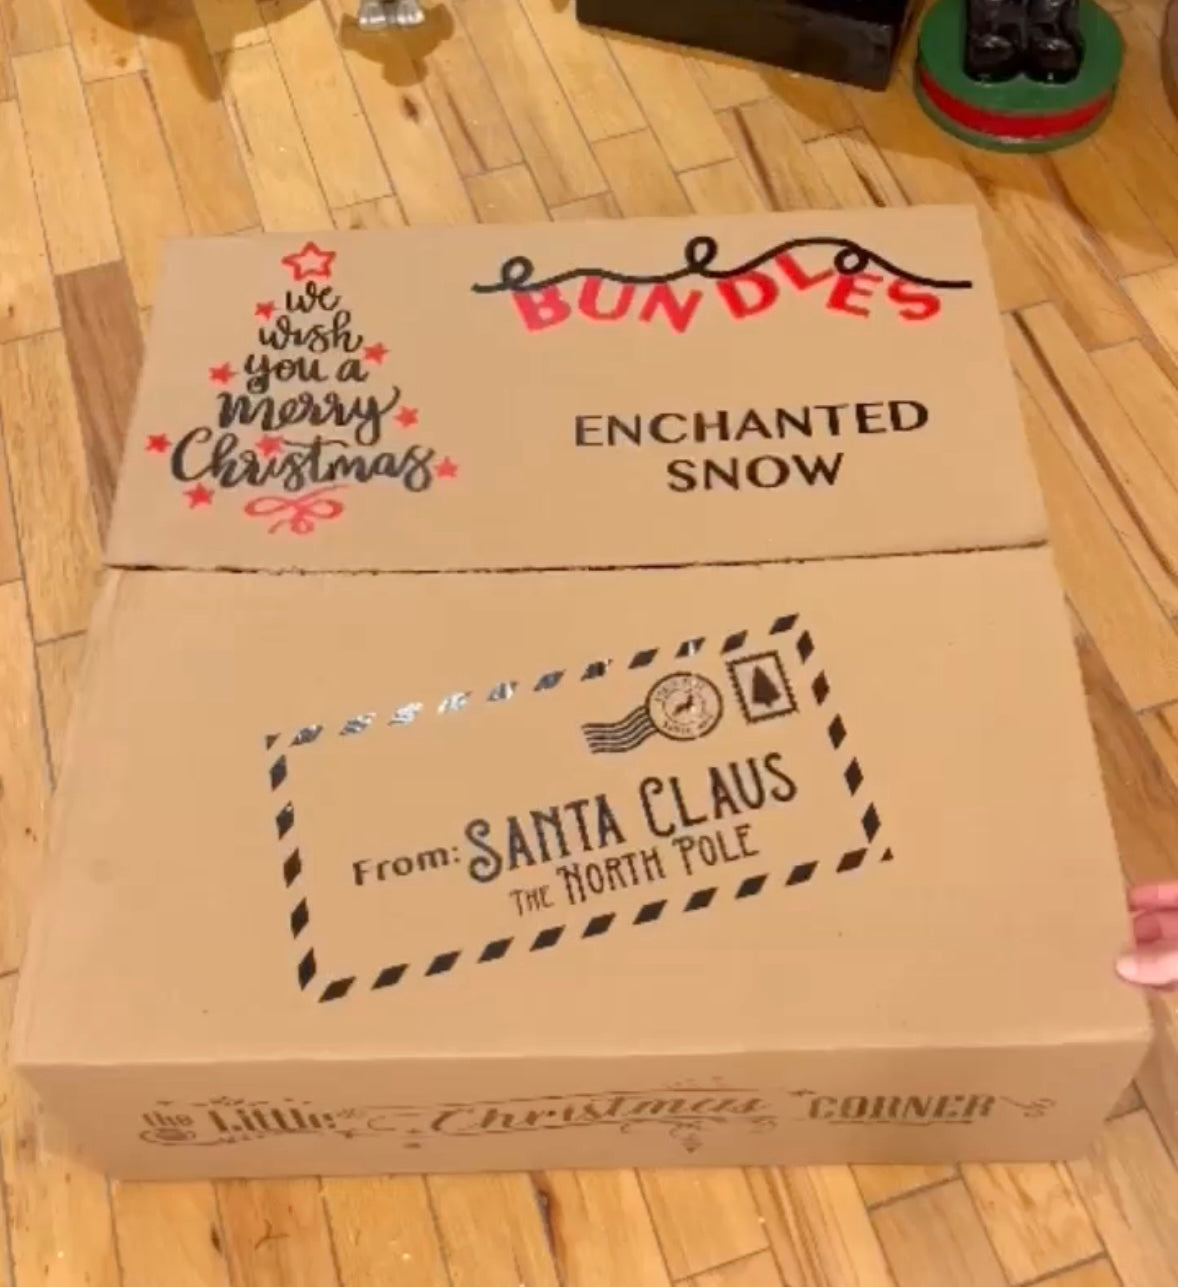 we
wish
you a
merry
Christmas
BUNDLES
ENCHANTED
SNOW
From: SANTA CLAUS
THE NORTH POLE
the Little Christmas CORNER